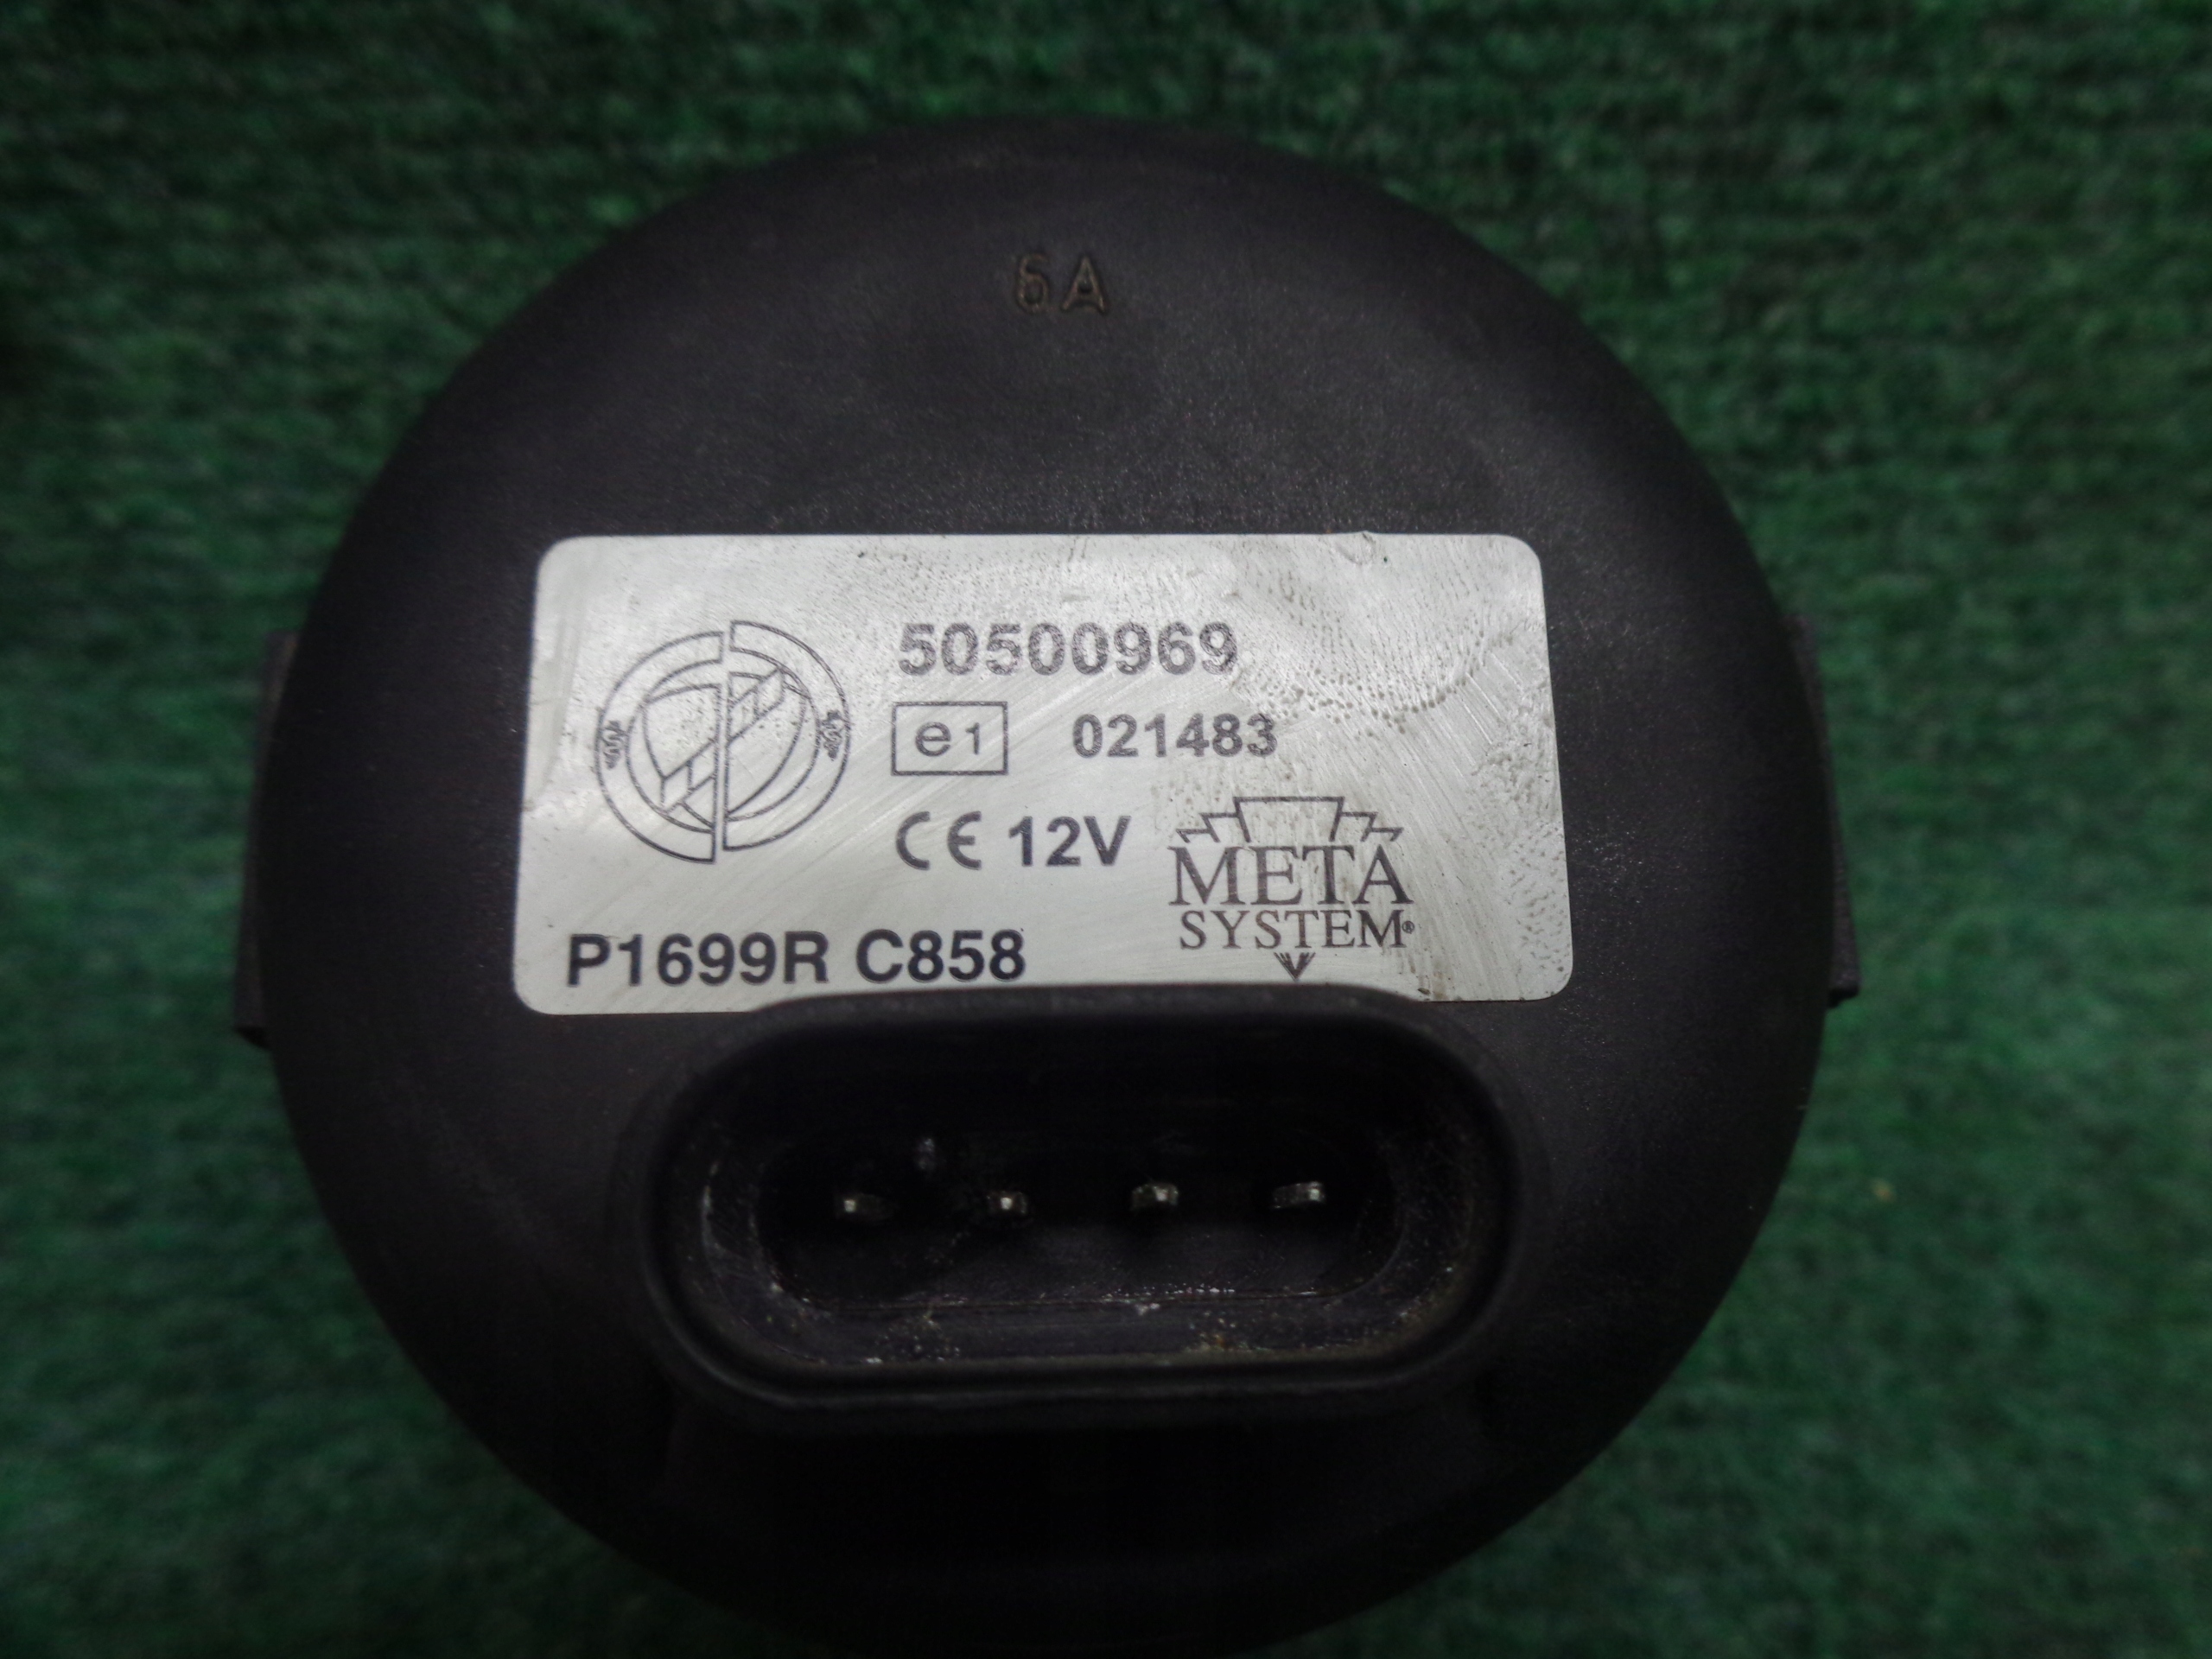 6A
50500969
e1 021483
CE 12V
META
SYSTEM®
P1699R C858